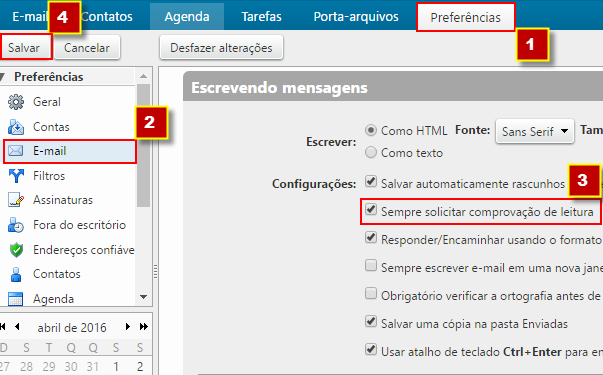 E-mail 4 Contatos Agenda Tarefas Porta-arquivos Preferências
Salvar Cancelar Desfazer alterações 1
Preferências
Geral
Contas
2
E-mail
Filtros
Assinaturas
Fora do escritório
Endereços confiáve
Contatos
Agenda
abril de 2016
D S T Q Q S S
27 28 29 30 31 1 2
Escrevendo mensagens
Escrever: Como HTML Fonte: Sans Serif Tam
Como texto
Configurações: Salvar automaticamente rascunhos 3
Sempre solicitar comprovação de leitura
Responder/Encaminhar usando o formato
Sempre escrever e-mail em uma nova jane
Obrigatório verificar a ortografia antes de
Salvar uma cópia na pasta Enviadas
Usar atalho de teclado Ctrl+Enter para en